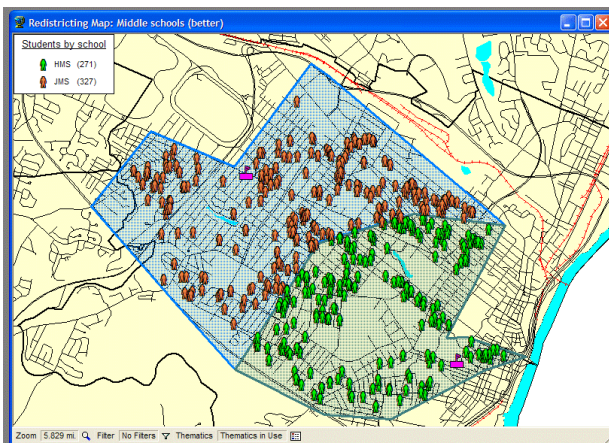 Redistricting Map: Middle schools (better)
Students by school
HMS (271)
JMS (327)
Zoom 5.829 mi. Filter No Filters Thematics Thematics in Use